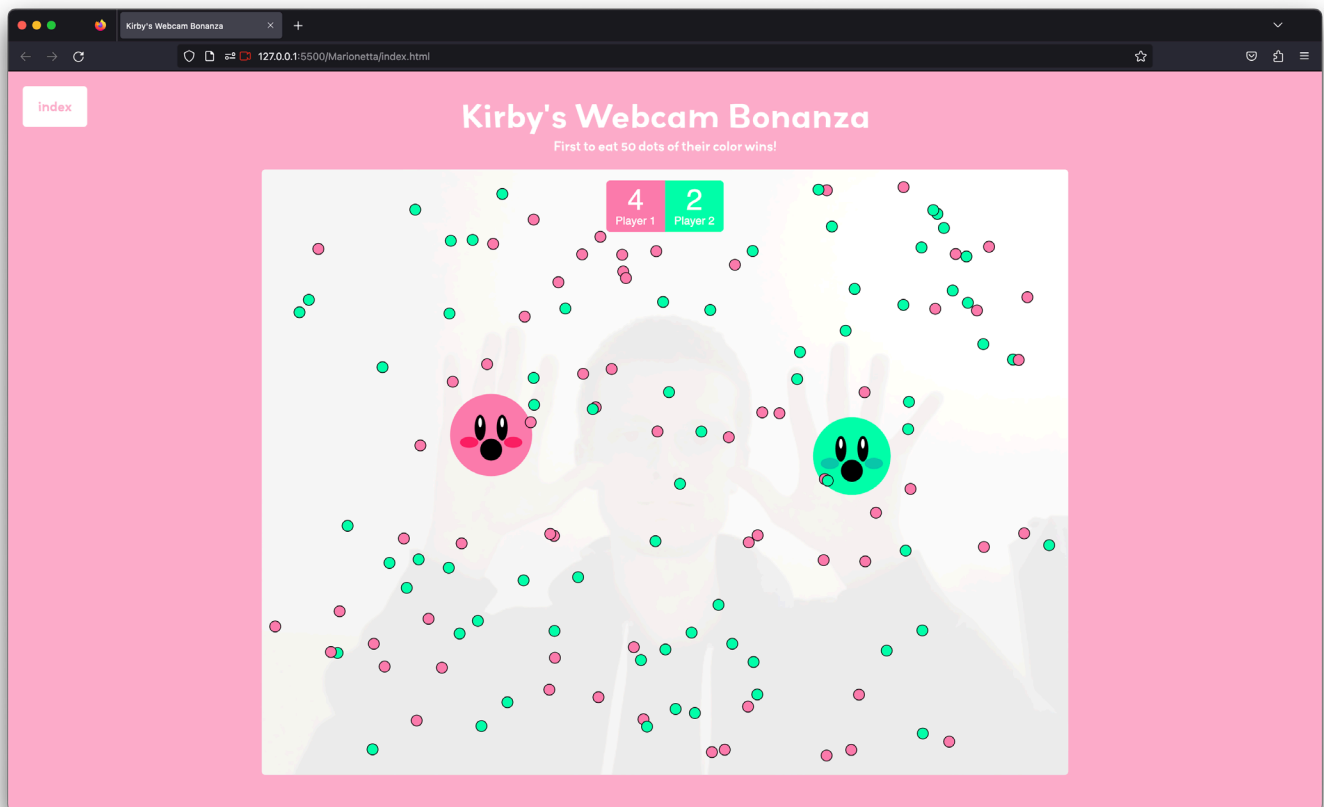 Kirby's Webcam Bonanza
127.0.0.1:5500/Marionetta/index.html
index
Kirby's Webcam Bonanza
First to eat 50 dots of their color wins!
4 2
Player 1 Player 2